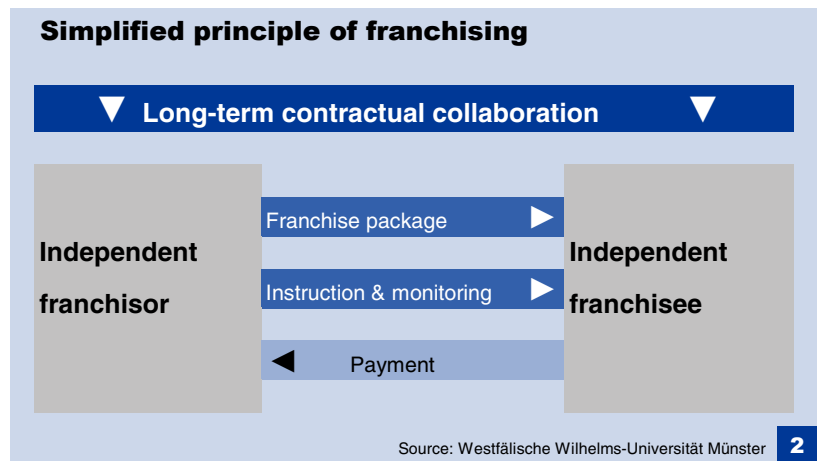 Simplified principle of franchising
Long-term contractual collaboration
Independent
franchisor
Franchise package
Instruction & monitoring
Payment
Independent
franchisee
Source: Westfälische Wilhelms-Universität Münster
2